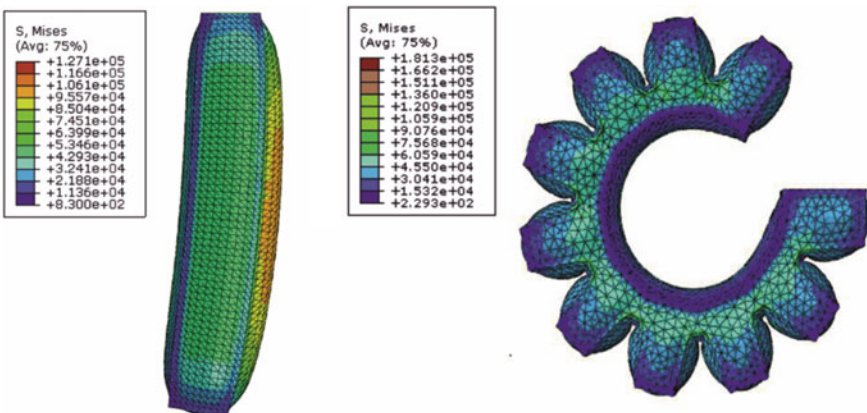 S, Mises
(Avg: 75%)
+1.271e+05
+1.166e+05
+1.061e+05
+9.557e+04
+8.504e+04
+7.451e+04
+6.399e+04
+5.346e+04
+4.293e+04
+3.241e+04
+2.188e+04
+1.136e+04
+8.300e+02
S, Mises
(Avg: 75%)
+1.813e+05
+1.662e+05
+1.511e+05
+1.360e+05
+1.209e+05
+1.059e+05
+9.076e+04
+7.568e+04
+6.059e+04
+4.550e+04
+3.041e+04
+1.532e+04
+2.293e+02